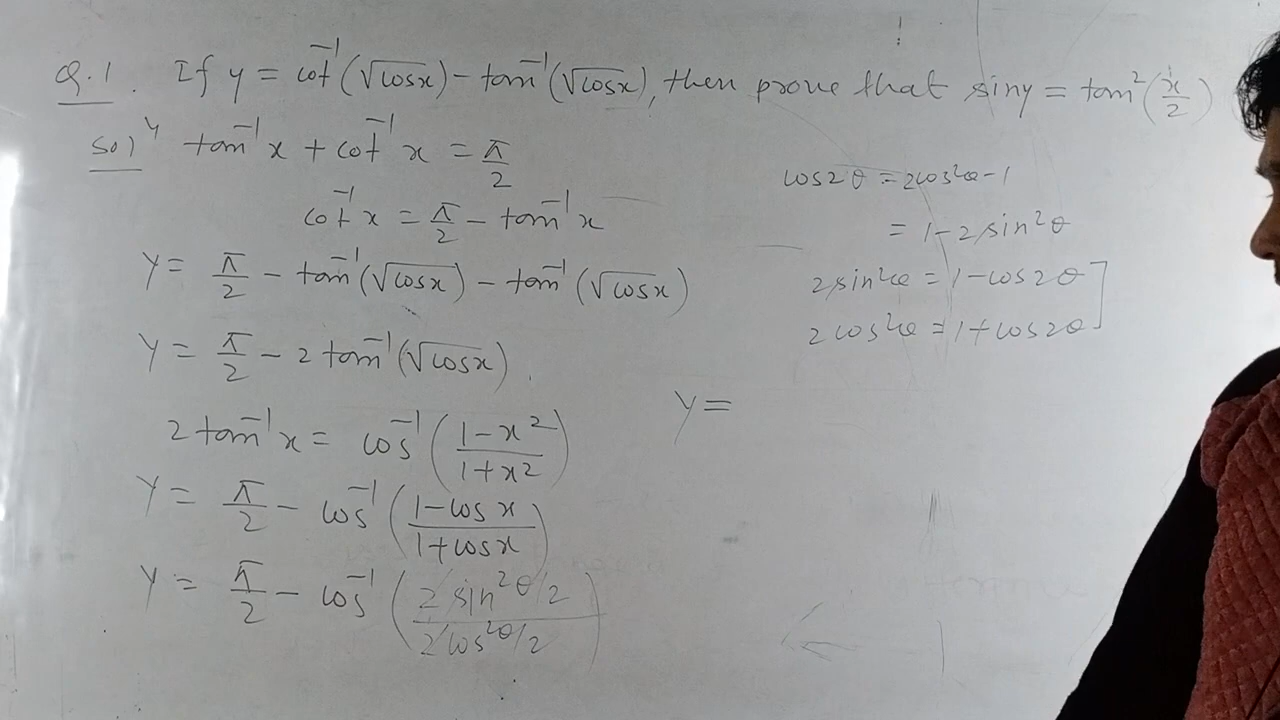 Q.1. If y = cot⁻¹(√cosx) - tan⁻¹(√cosx), then prove that siny = tan²(x/2)
Solⁿ tan⁻¹x + cot⁻¹x = π/2
cot⁻¹x = π/2 - tan⁻¹x
y = π/2 - tan⁻¹(√cosx) - tan⁻¹(√cosx)
y = π/2 - 2tan⁻¹(√cosx).
2tan⁻¹x = cos⁻¹((1-x²)/(1+x²))
y = π/2 - cos⁻¹((1-cosx)/(1+cosx))
y = π/2 - cos⁻¹((2sin²θ/2)/(2cos²θ/2))
cos2θ = 2cos²θ-1
= 1-2sin²θ
2sin²θ = 1-cos2θ
2cos²θ = 1+cos2θ
y =